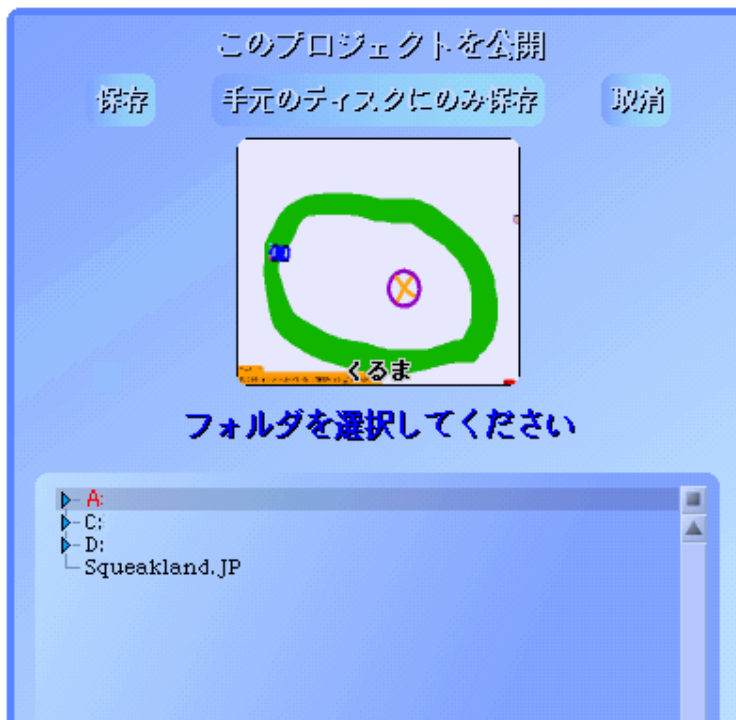 このプロジェクトを公開
保存 手元のディスクにのみ保存 取消
くるま
フォルダを選択してください
A:
C:
D:
Squeakland.JP